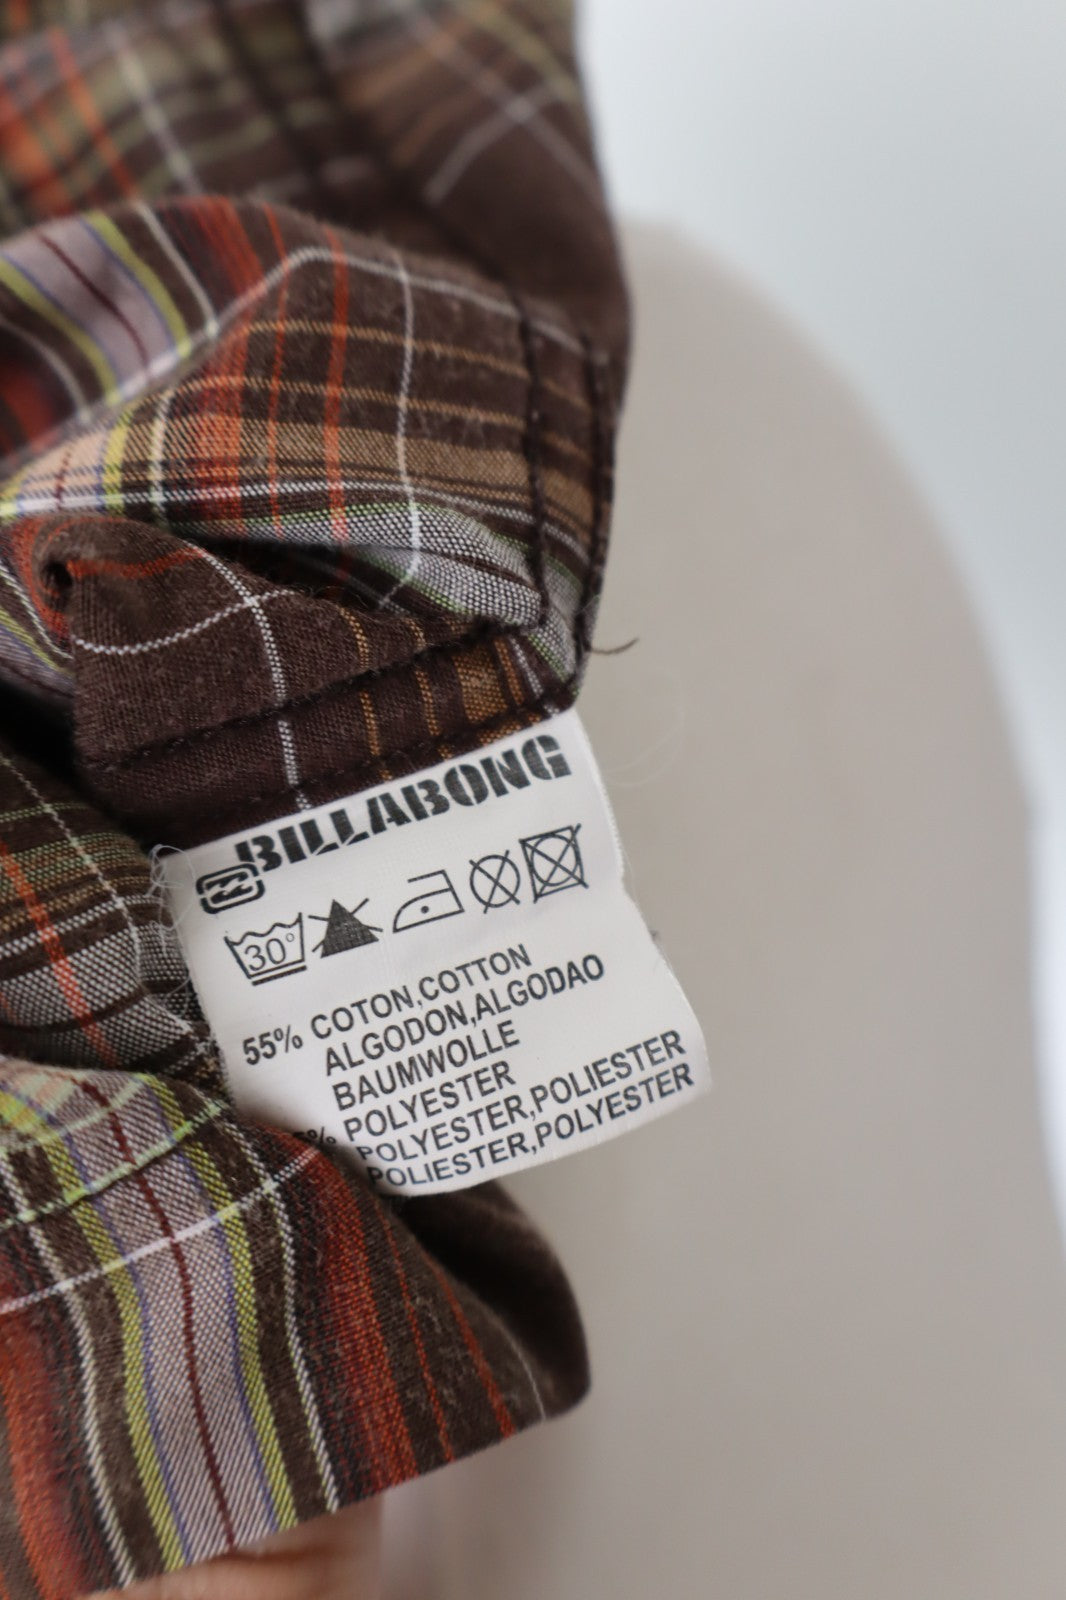 BILLABONG
30°
55% COTON,COTTON
ALGODON,ALGODAO
BAUMWOLLE
% POLYESTER
POLYESTER,POLIESTER
POLIESTER,POLYESTER